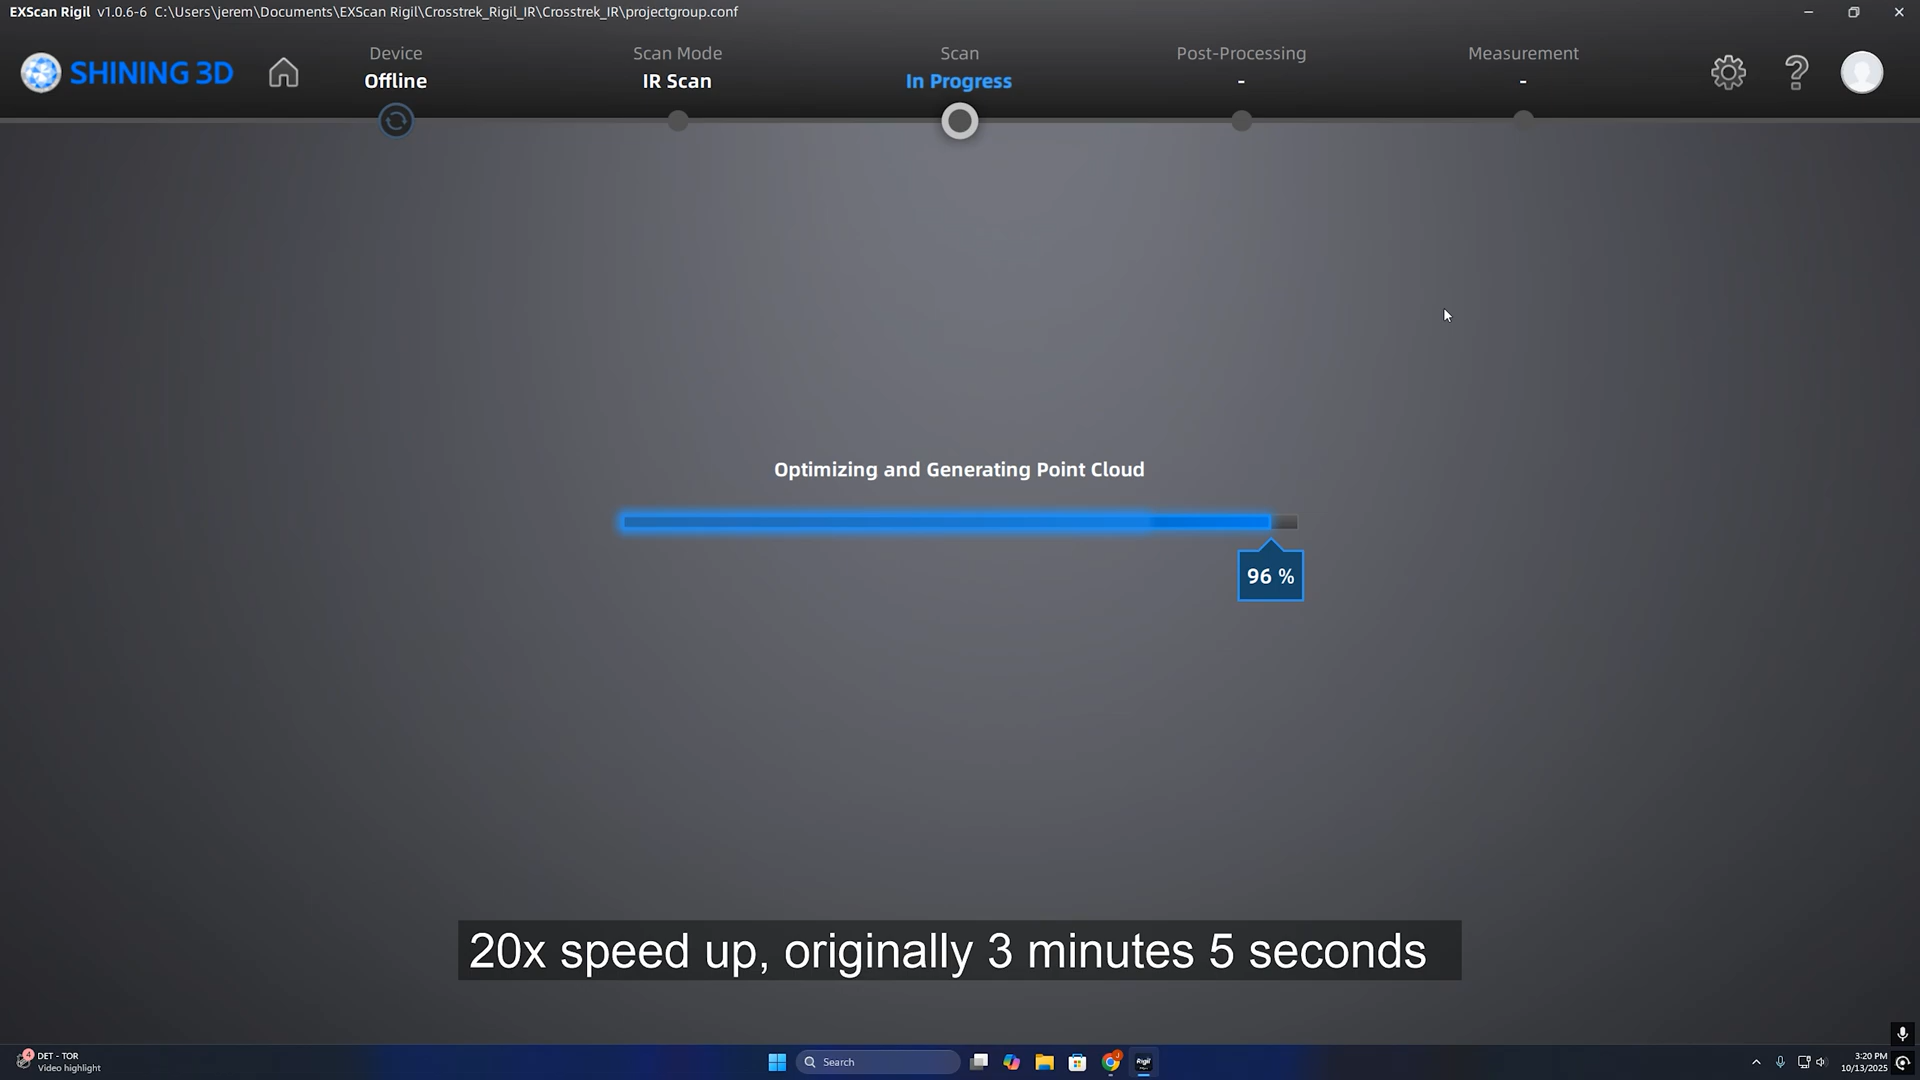 EXScan Rigil v1.0.6-6 C:\Users\jerem\Documents\EXScan Rigil\Crosstrek_Rigil_IR\Crosstrek_IR\projectgroup.conf
SHINING 3D
Device
Offline
Scan Mode
IR Scan
Scan
In Progress
Post-Processing
-
Measurement
-
Optimizing and Generating Point Cloud
96 %
20x speed up, originally 3 minutes 5 seconds
4
DET - TOR
Video highlight
Search
J
Rigil
3:20 PM
10/13/2025